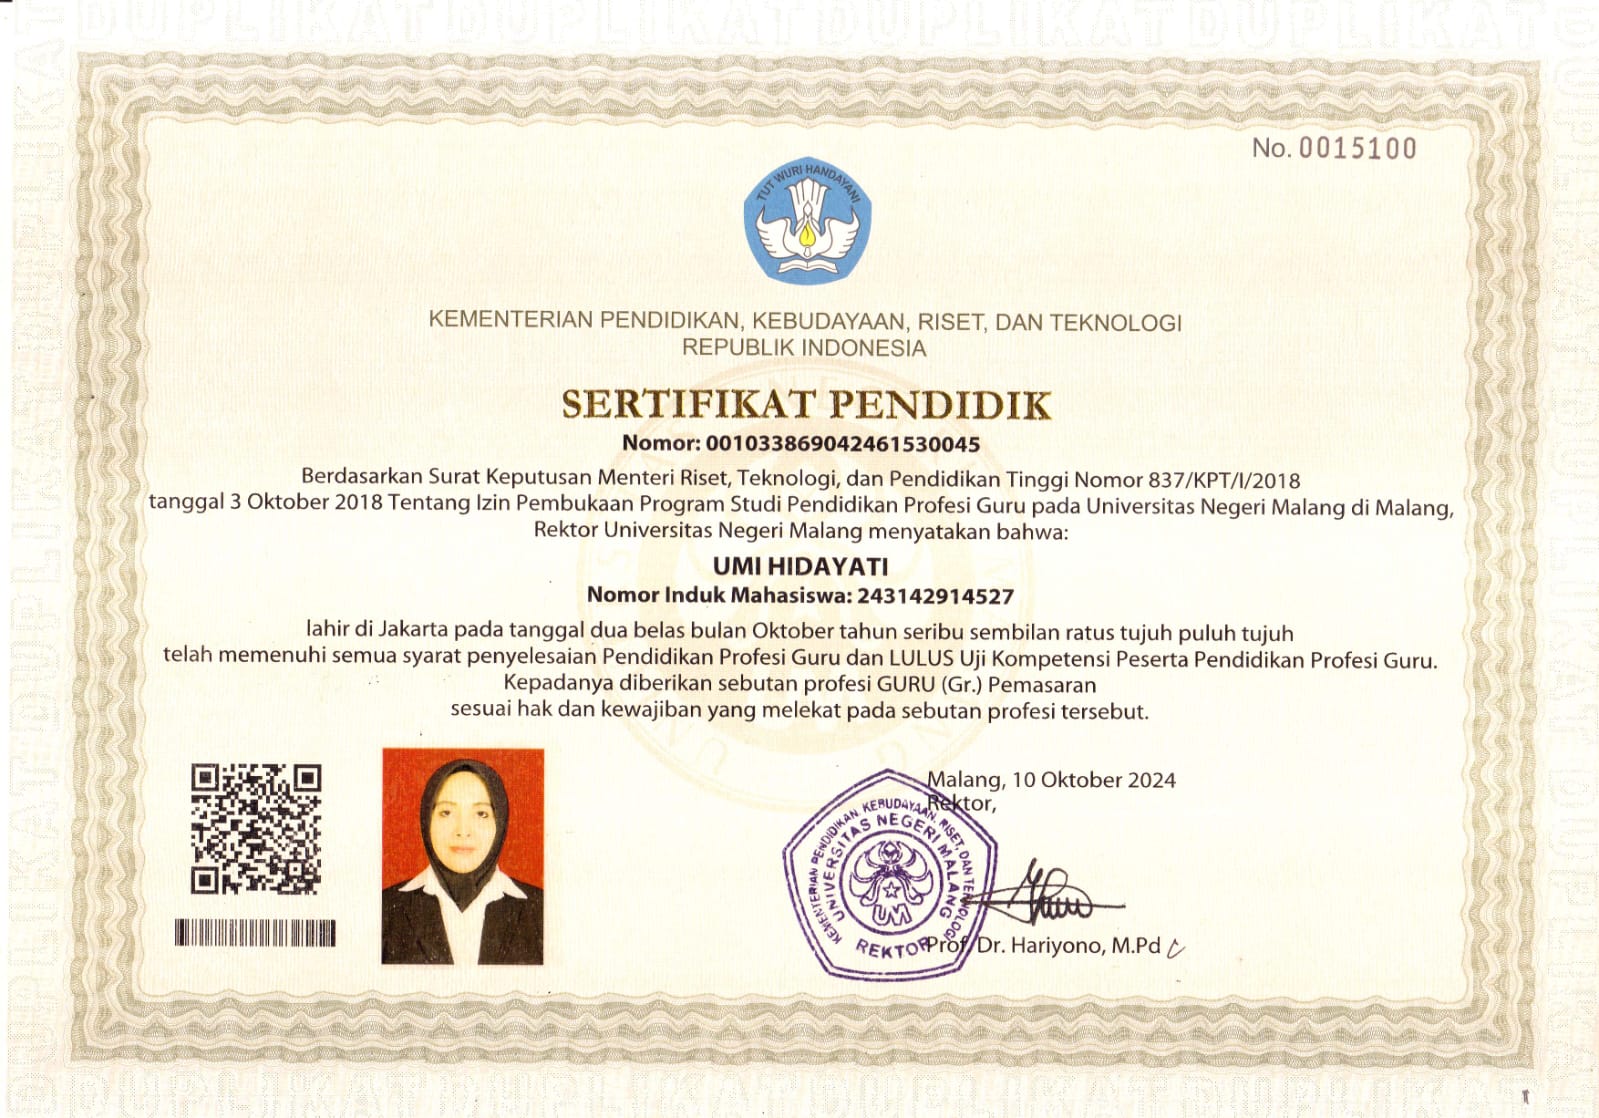 No. 0015100
TUT WURI HANDAYANI
KEMENTERIAN PENDIDIKAN, KEBUDAYAAN, RISET, DAN TEKNOLOGI
REPUBLIK INDONESIA
SERTIFIKAT PENDIDIK
Nomor: 001033869042461530045
Berdasarkan Surat Keputusan Menteri Riset, Teknologi, dan Pendidikan Tinggi Nomor 837/KPT/I/2018
tanggal 3 Oktober 2018 Tentang Izin Pembukaan Program Studi Pendidikan Profesi Guru pada Universitas Negeri Malang di Malang,
Rektor Universitas Negeri Malang menyatakan bahwa:
UMI HIDAYATI
Nomor Induk Mahasiswa: 243142914527
lahir di Jakarta pada tanggal dua belas bulan Oktober tahun seribu sembilan ratus tujuh puluh tujuh
telah memenuhi semua syarat penyelesaian Pendidikan Profesi Guru dan LULUS Uji Kompetensi Peserta Pendidikan Profesi Guru.
Kepadanya diberikan sebutan profesi GURU (Gr.) Pemasaran
sesuai hak dan kewajiban yang melekat pada sebutan profesi tersebut.
Malang, 10 Oktober 2024
Rektor,
KEMENTERIAN PENDIDIKAN, KEBUDAYAAN, RISET, DAN TEKNOLOGI
UNIVERSITAS NEGERI MALANG
UM
REKTOR
Prof. Dr. Hariyono, M.Pd